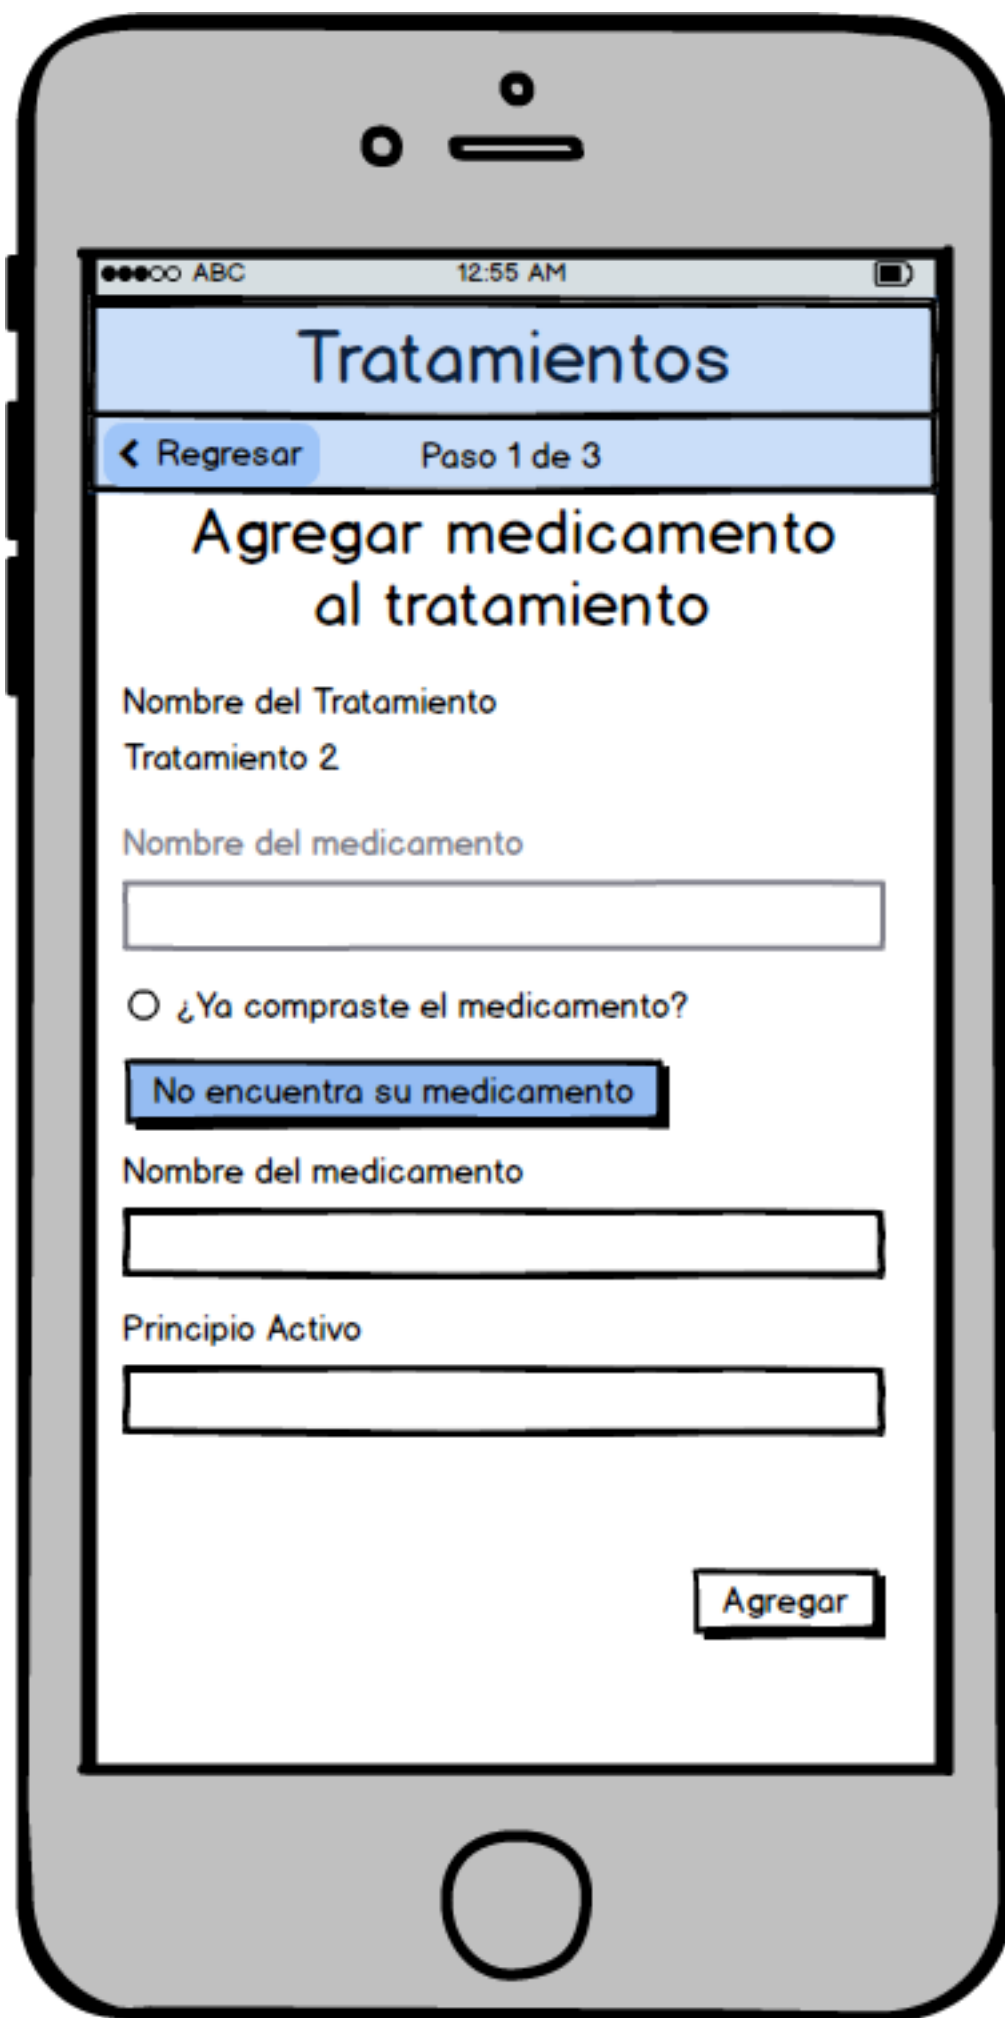 ABC 12:55 AM
Tratamientos
Regresar Paso 1 de 3
Agregar medicamento
al tratamiento
Nombre del Tratamiento
Tratamiento 2
Nombre del medicamento
¿Ya compraste el medicamento?
No encuentra su medicamento
Nombre del medicamento
Principio Activo
Agregar